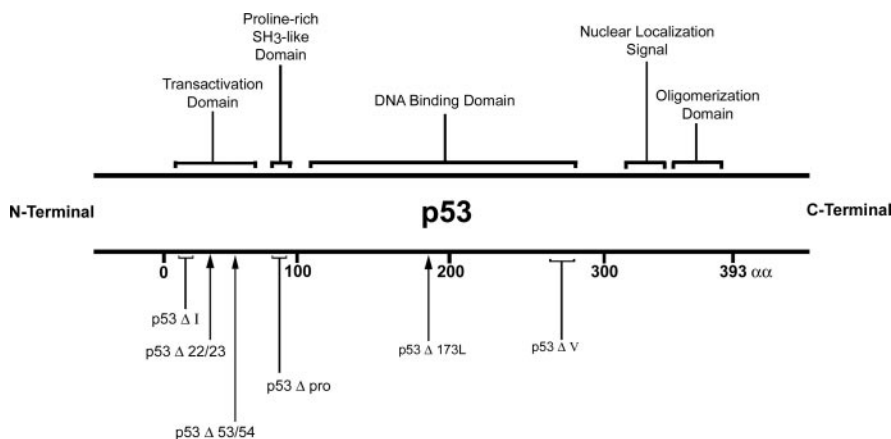 Proline-rich
SH3-like
Domain
Transactivation
Domain
DNA Binding Domain
Nuclear Localization
Signal
Oligomerization
Domain
N-Terminal
p53
C-Terminal
0
100
200
300
393 αα
p53 Δ I
p53 Δ 22/23
p53 Δ 53/54
p53 Δ pro
p53 Δ 173L
p53 Δ V